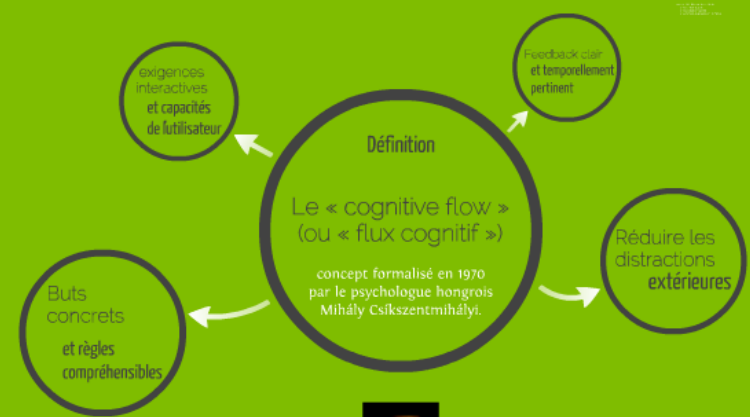 exigences
interactives
et capacités
de l'utilisateur
Feedback clair
et temporellement
pertinent
Définition
Le « cognitive flow »
(ou « flux cognitif »)
concept formalisé en 1970
par le psychologue hongrois
Mihály Csíkszentmihályi.
Réduire les
distractions
extérieures
Buts
concrets
et règles
compréhensibles